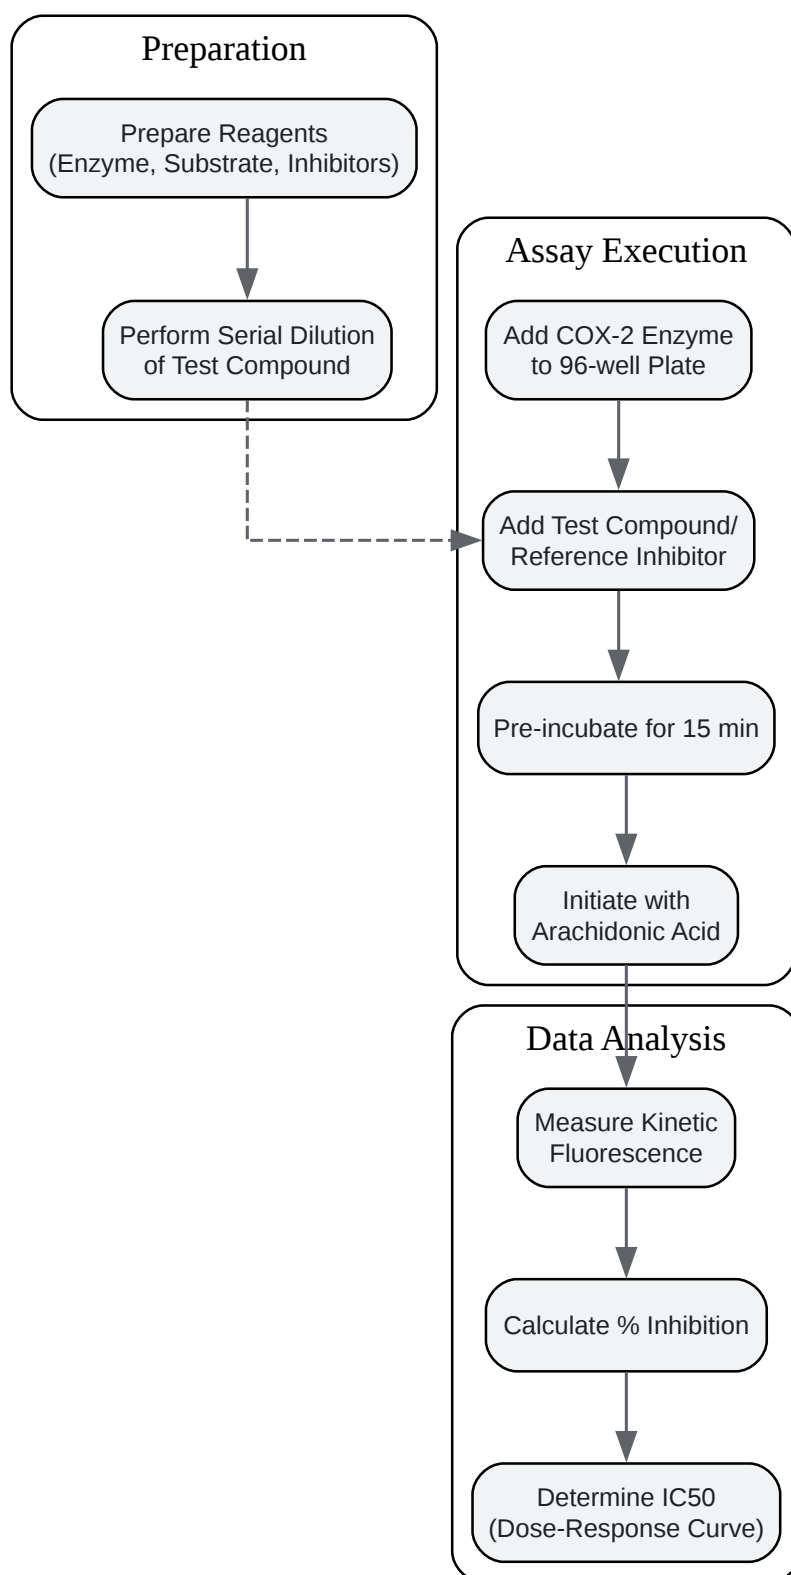 Preparation
Prepare Reagents
(Enzyme, Substrate, Inhibitors)
Perform Serial Dilution
of Test Compound
Assay Execution
Add COX-2 Enzyme
to 96-well Plate
Add Test Compound/
Reference Inhibitor
Pre-incubate for 15 min
Initiate with
Arachidonic Acid
Data Analysis
Measure Kinetic
Fluorescence
Calculate % Inhibition
Determine IC50
(Dose-Response Curve)